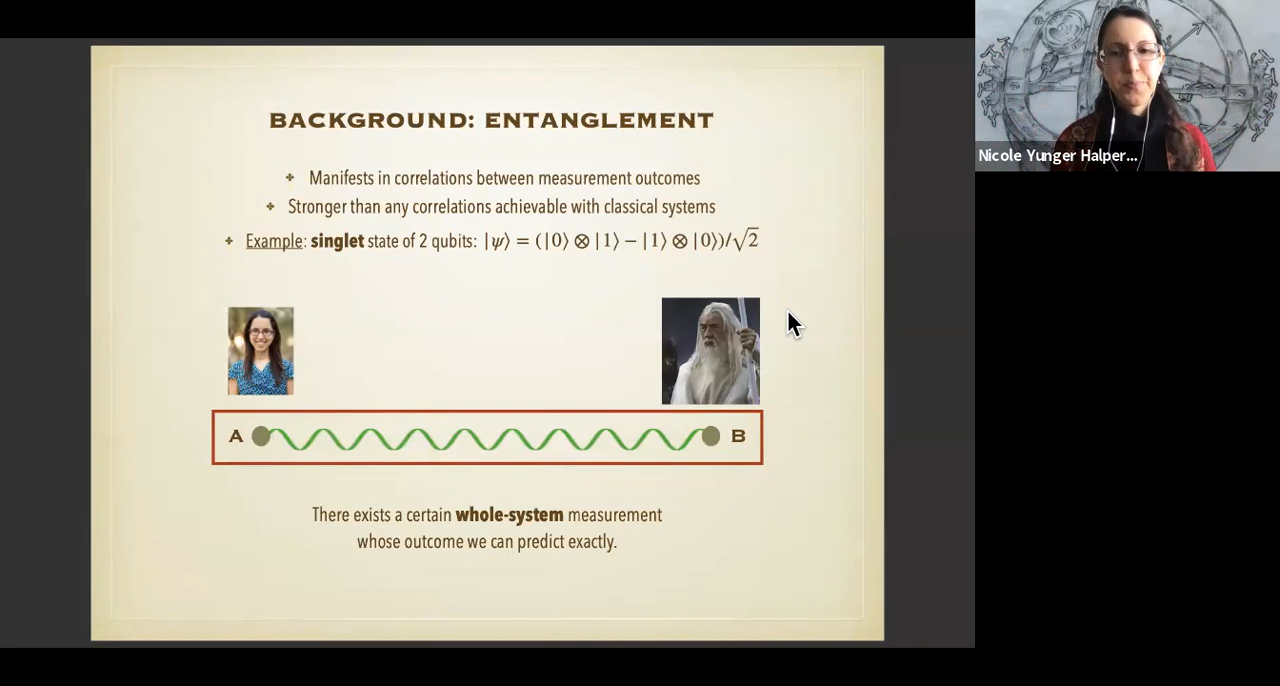 BACKGROUND: ENTANGLEMENT
Manifests in correlations between measurement outcomes
Stronger than any correlations achievable with classical systems
Example: singlet state of 2 qubits: |ψ⟩ = (|0⟩ ⊗ |1⟩ − |1⟩ ⊗ |0⟩)/√2
A B
There exists a certain whole-system measurement
whose outcome we can predict exactly.
Nicole Yunger Halper...